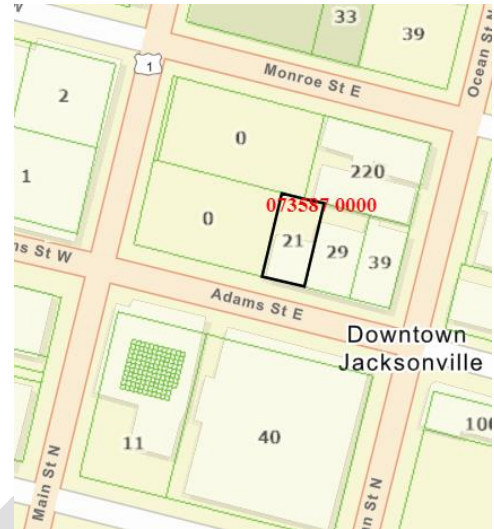 W
33
39
Ocean St N
1
Monroe St E
2
0
220
1
073587 0000
0
21
29
39
ns St W
Adams St E
Downtown
Jacksonville
100
40
11
Main St N
n St N